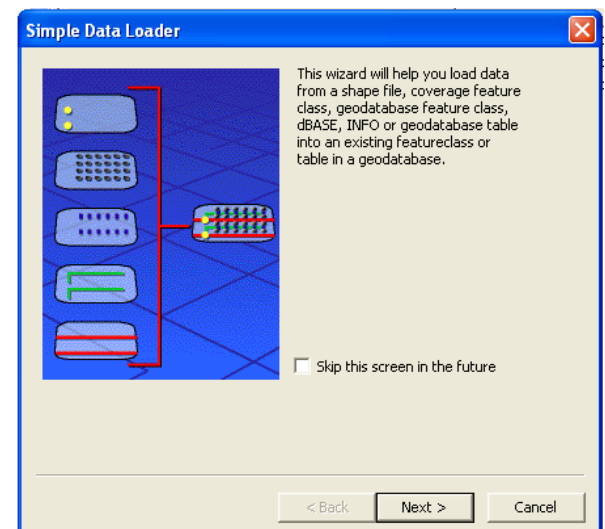 Simple Data Loader
This wizard will help you load data
from a shape file, coverage feature
class, geodatabase feature class,
dBASE, INFO or geodatabase table
into an existing featureclass or
table in a geodatabase.
Skip this screen in the future
< Back
Next >
Cancel